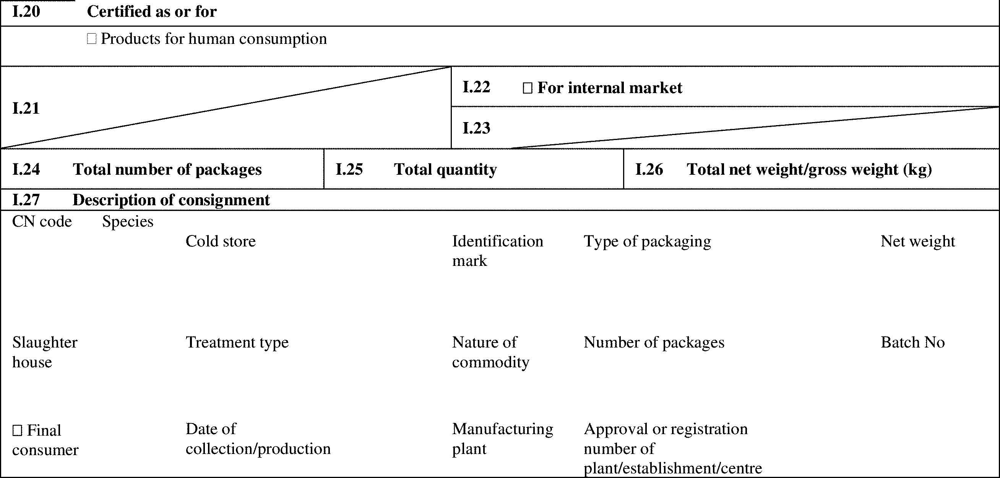 I.20 Certified as or for
☐ Products for human consumption
I.21
I.22 ☐ For internal market
I.23
I.24 Total number of packages I.25 Total quantity I.26 Total net weight/gross weight (kg)
I.27 Description of consignment
CN code Species
Cold store Identification Type of packaging Net weight
mark
Slaughter Treatment type Nature of Number of packages Batch No
house commodity
☐ Final Date of Manufacturing Approval or registration
consumer collection/production plant number of
plant/establishment/centre